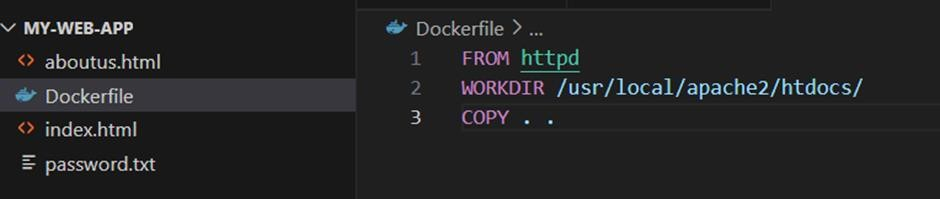 MY-WEB-APP
aboutus.html
Dockerfile
index.html
password.txt
Dockerfile > ...
1 FROM httpd
2 WORKDIR /usr/local/apache2/htdocs/
3 COPY . .